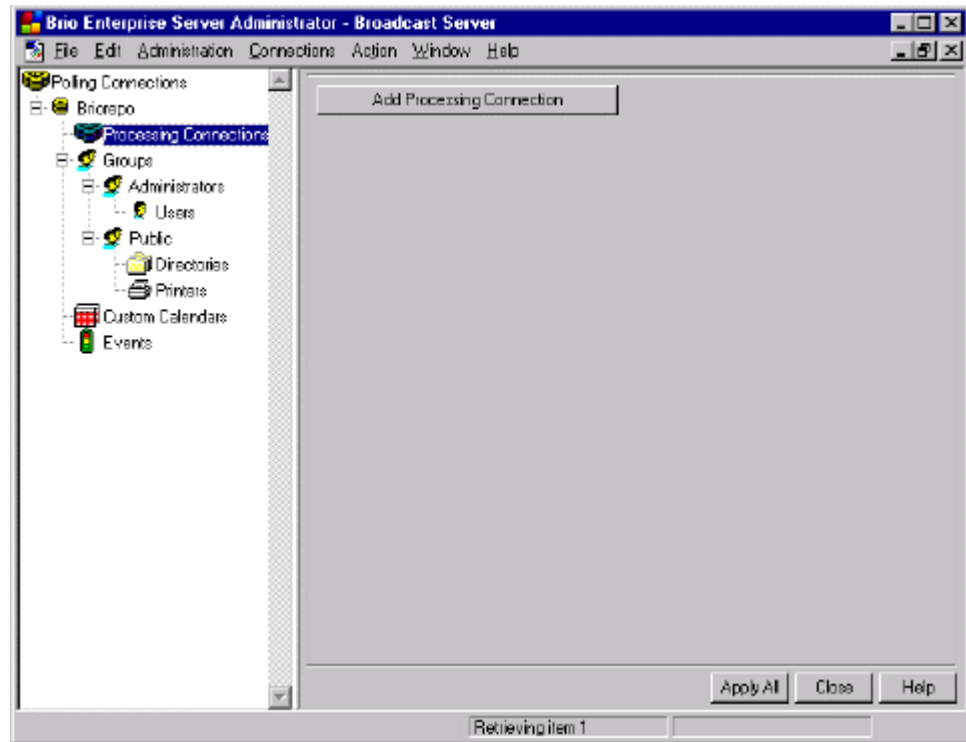 Brio Enterprise Server Administrator - Broadcast Server
File Edit Administration Connections Action Window Help
Polling Connections
Add Processing Connection
Briorepo
Processing Connections
Groups
Administrators
Users
Public
Directories
Printers
Custom Calendars
Events
Apply All Close Help
Retrieving item 1